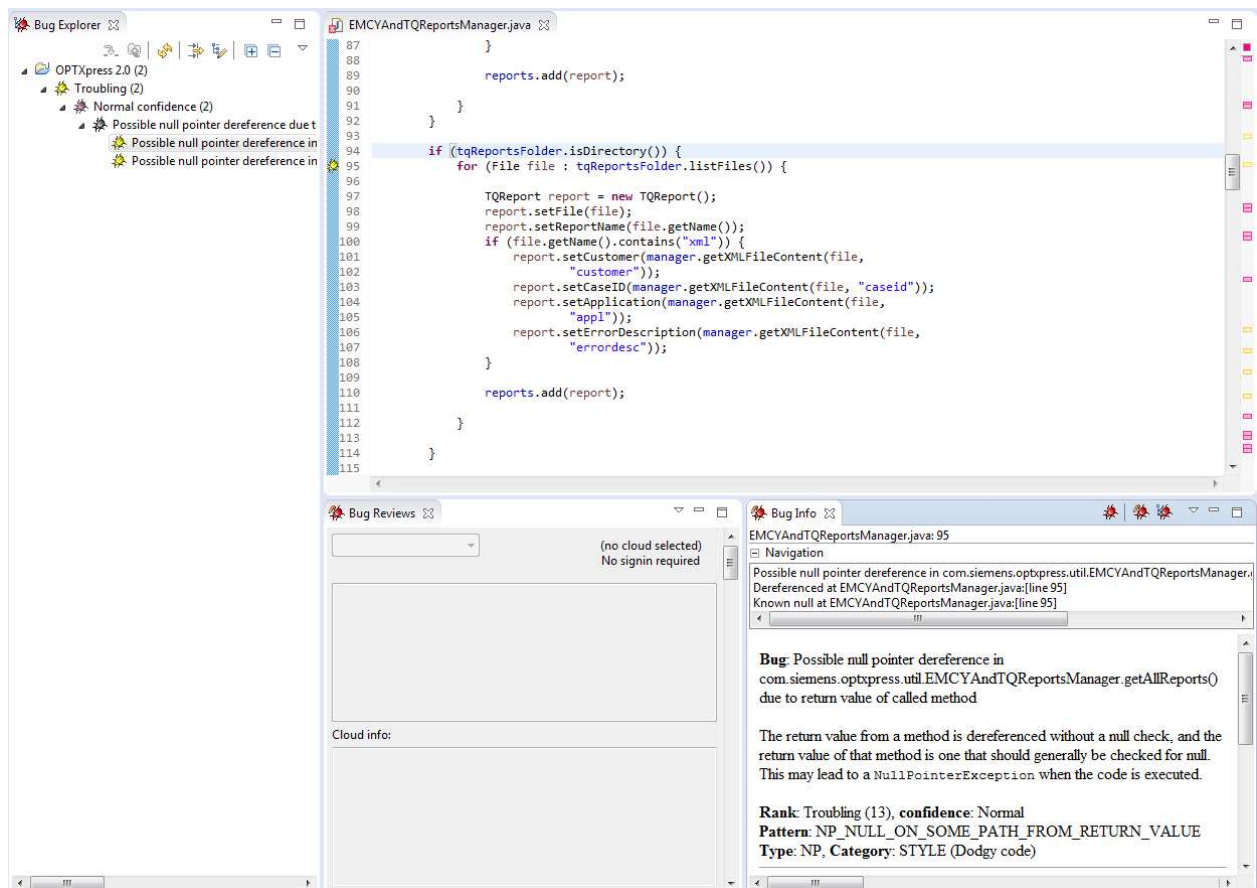 Bug Explorer
OPTXpress 2.0 (2)
Troubling (2)
Normal confidence (2)
Possible null pointer dereference due t
Possible null pointer dereference in
Possible null pointer dereference in
EMCYAndTQReportsManager.java
87 }
88
89 reports.add(report);
90
91 }
92 }
93
94 if (tqReportsFolder.isDirectory()) {
95 for (File file : tqReportsFolder.listFiles()) {
96
97 TQReport report = new TQReport();
98 report.setFile(file);
99 report.setReportName(file.getName());
100 if (file.getName().contains("xml")) {
101 report.setCustomer(manager.getXMLFileContent(file,
102 "customer"));
103 report.setCaseID(manager.getXMLFileContent(file, "caseid"));
104 report.setApplication(manager.getXMLFileContent(file,
105 "appl"));
106 report.setErrorDescription(manager.getXMLFileContent(file,
107 "errordesc"));
108 }
109
110 reports.add(report);
111
112 }
113
114 }
115
Bug Reviews
(no cloud selected)
No signin required
Cloud info:
Bug Info
EMCYAndTQReportsManager.java: 95
Navigation
Possible null pointer dereference in com.siemens.optxpress.util.EMCYAndTQReportsManager.
Dereferenced at EMCYAndTQReportsManager.java:[line 95]
Known null at EMCYAndTQReportsManager.java:[line 95]
Bug: Possible null pointer dereference in
com.siemens.optxpress.util.EMCYAndTQReportsManager.getAllReports()
due to return value of called method
The return value from a method is dereferenced without a null check, and the
return value of that method is one that should generally be checked for null.
This may lead to a NullPointerException when the code is executed.
Rank: Troubling (13), confidence: Normal
Pattern: NP_NULL_ON_SOME_PATH_FROM_RETURN_VALUE
Type: NP, Category: STYLE (Dodgy code)